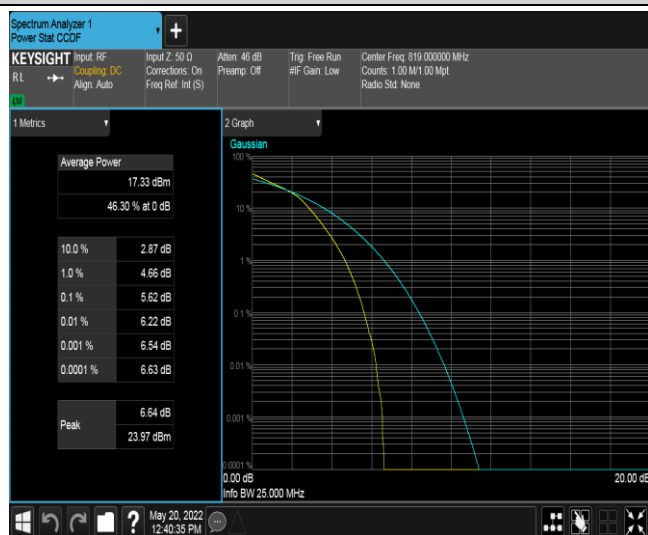 Spectrum Analyzer 1
Power Stat CCDF
+
KEYSIGHT
RL
LXI
Input: RF
Coupling: DC
Align: Auto
Input Z: 50 Ω
Corrections: On
Freq Ref: Int (S)
Atten: 46 dB
Preamp: Off
Trig: Free Run
#IF Gain: Low
Center Freq: 819.000000 MHz
Counts: 1.00 M/1.00 Mpt
Radio Std: None
1 Metrics
Average Power
17.33 dBm
46.30 % at 0 dB
10.0 % 2.87 dB
1.0 % 4.66 dB
0.1 % 5.62 dB
0.01 % 6.22 dB
0.001 % 6.54 dB
0.0001 % 6.63 dB
Peak
6.64 dB
23.97 dBm
2 Graph
Gaussian
100 %
10 %
1 %
0.1 %
0.01 %
0.001 %
0.0001 %
0.00 dB
20.00 dB
Info BW 25.000 MHz
?
May 20, 2022
12:40:35 PM